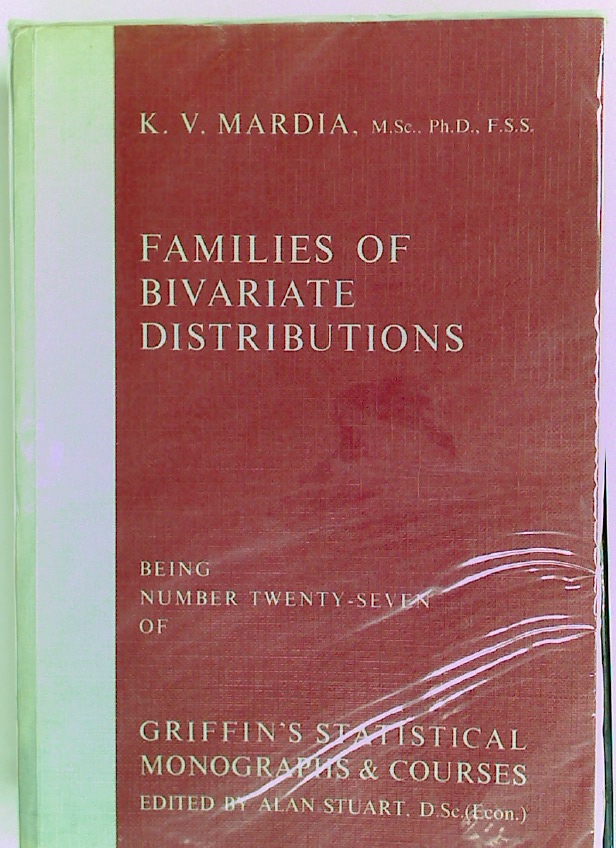 K. V. MARDIA, M.Sc., Ph.D., F.S.S.
FAMILIES OF
BIVARIATE
DISTRIBUTIONS
BEING
NUMBER TWENTY-SEVEN
OF
GRIFFIN'S STATISTICAL
MONOGRAPHS & COURSES
EDITED BY ALAN STUART, D.Sc.(Econ.)